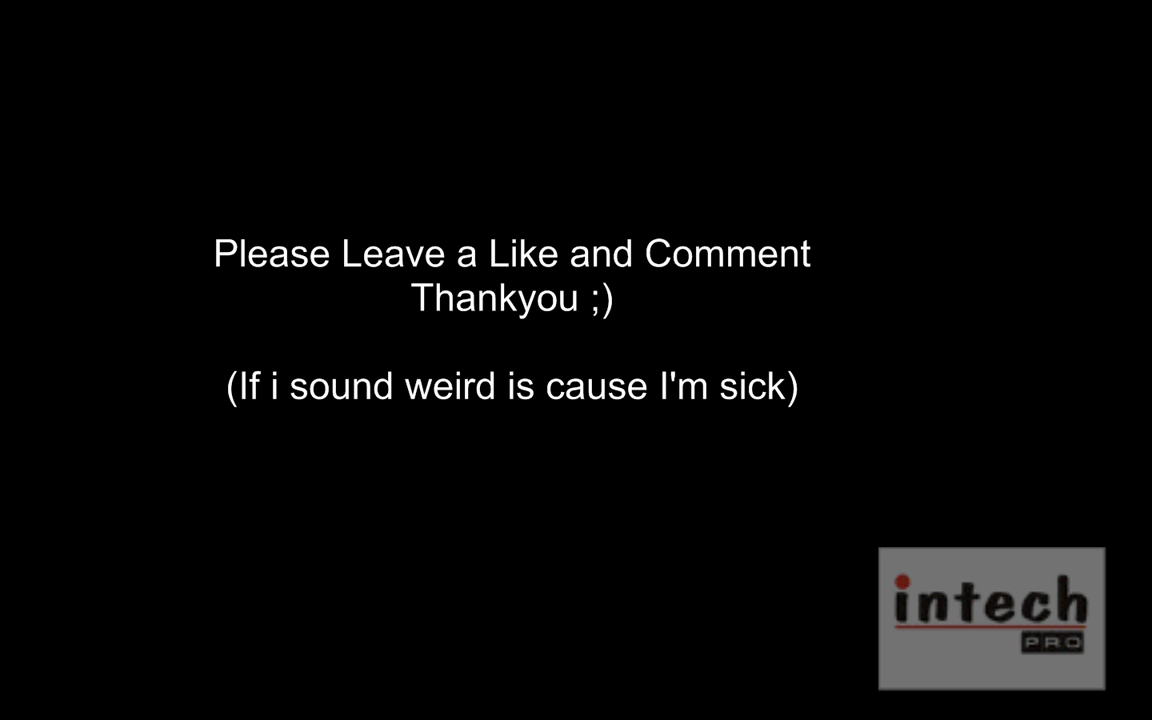 Please Leave a Like and Comment
Thankyou ;)
(If i sound weird is cause I'm sick)
intech
PRO